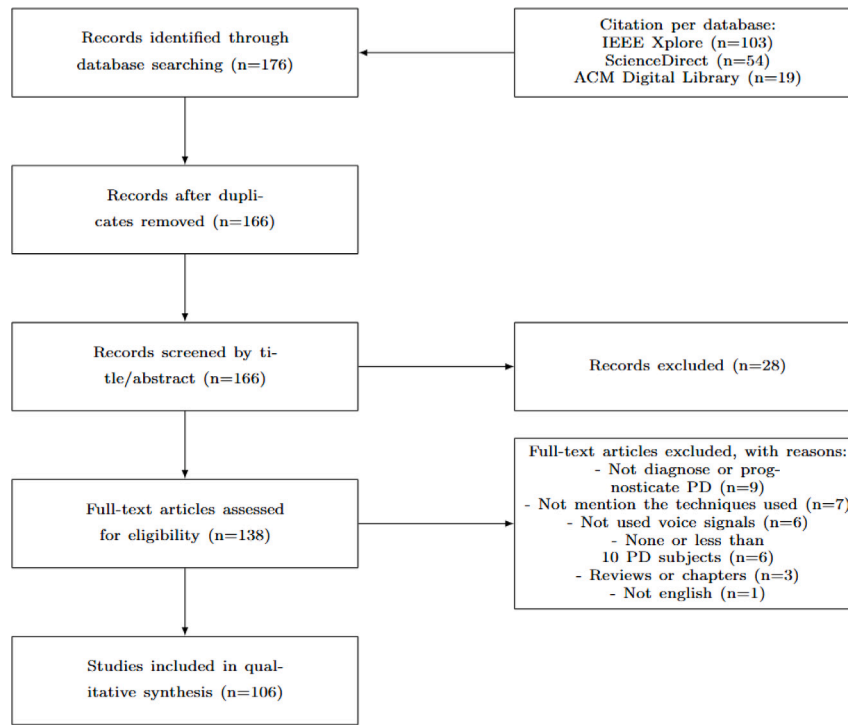 Records identified through
database searching (n=176)
Citation per database:
IEEE Xplore (n=103)
ScienceDirect (n=54)
ACM Digital Library (n=19)
Records after dupli-
cates removed (n=166)
Records screened by ti-
tle/abstract (n=166)
Records excluded (n=28)
Full-text articles assessed
for eligibility (n=138)
Full-text articles excluded, with reasons:
- Not diagnose or prog-
nosticate PD (n=9)
- Not mention the techniques used (n=7)
- Not used voice signals (n=6)
- None or less than
10 PD subjects (n=6)
- Reviews or chapters (n=3)
- Not english (n=1)
Studies included in qual-
itative synthesis (n=106)